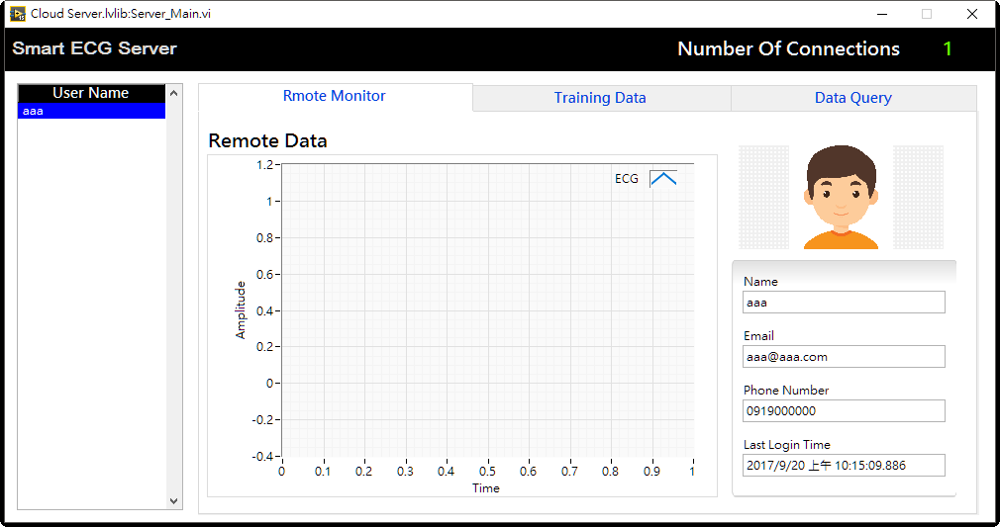 Cloud Server.lvlib:Server_Main.vi
Smart ECG Server
Number Of Connections 1
User Name
aaa
Rmote Monitor
Training Data
Data Query
Remote Data
ECG
1.2
1
0.8
0.6
0.4
0.2
0
-0.2
-0.4
Amplitude
0 0.1 0.2 0.3 0.4 0.5 0.6 0.7 0.8 0.9 1
Time
Name
aaa
Email
aaa@aaa.com
Phone Number
0919000000
Last Login Time
2017/9/20 上午 10:15:09.886